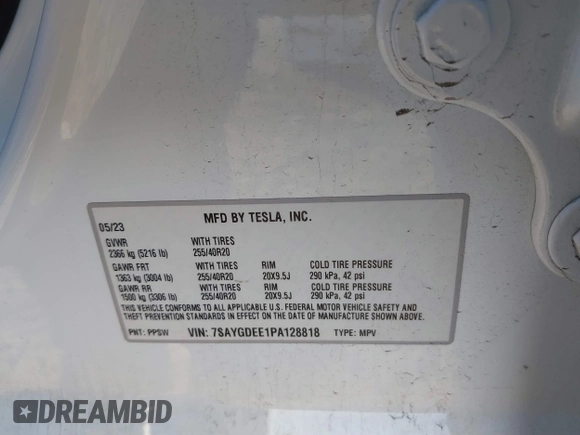 MFD BY TESLA, INC.
05/23
GVWR WITH TIRES
2366 kg (5216 lb) 255/40R20
GAWR FRT WITH TIRES RIM COLD TIRE PRESSURE
1363 kg (3004 lb) 255/40R20 20X9.5J 290 kPa, 42 psi
GAWR RR WITH TIRES RIM COLD TIRE PRESSURE
1500 kg (3306 lb) 255/40R20 20X9.5J 290 kPa, 42 psi
THIS VEHICLE CONFORMS TO ALL APPLICABLE U.S. FEDERAL MOTOR VEHICLE SAFETY AND
THEFT PREVENTION STANDARDS IN EFFECT ON THE DATE OF MANUFACTURE SHOWN ABOVE.
PNT: PPSW VIN: 7SAYGDEE1PA128818 TYPE: MPV
DREAMBID